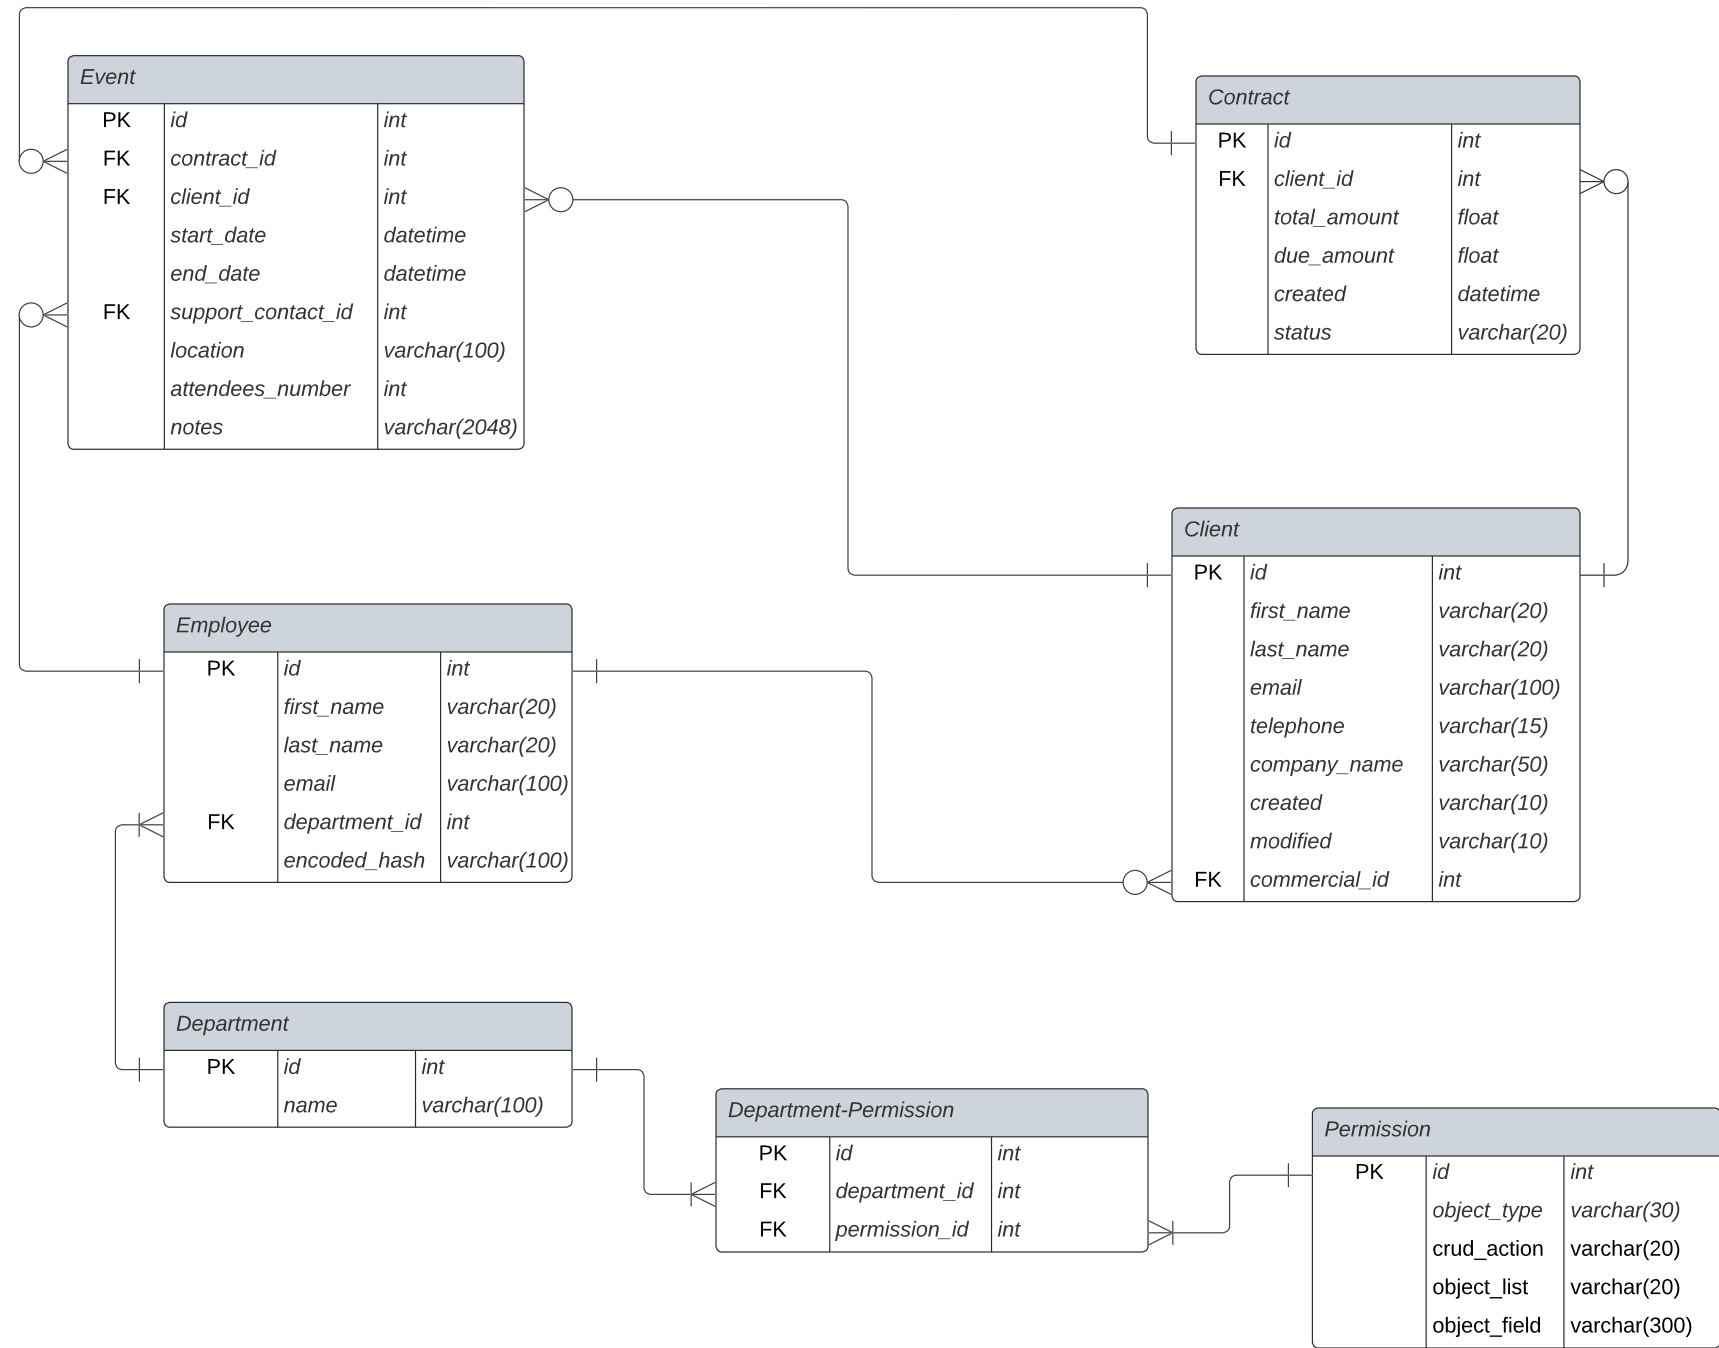 Event
PK id int
FK contract_id int
FK client_id int
start_date datetime
end_date datetime
FK support_contact_id int
location varchar(100)
attendees_number int
notes varchar(2048)
Contract
PK id int
FK client_id int
total_amount float
due_amount float
created datetime
status varchar(20)
Client
PK id int
first_name varchar(20)
last_name varchar(20)
email varchar(100)
telephone varchar(15)
company_name varchar(50)
created varchar(10)
modified varchar(10)
FK commercial_id int
Employee
PK id int
first_name varchar(20)
last_name varchar(20)
email varchar(100)
FK department_id int
encoded_hash varchar(100)
Department
PK id int
name varchar(100)
Department-Permission
PK id int
FK department_id int
FK permission_id int
Permission
PK id int
object_type varchar(30)
crud_action varchar(20)
object_list varchar(20)
object_field varchar(300)